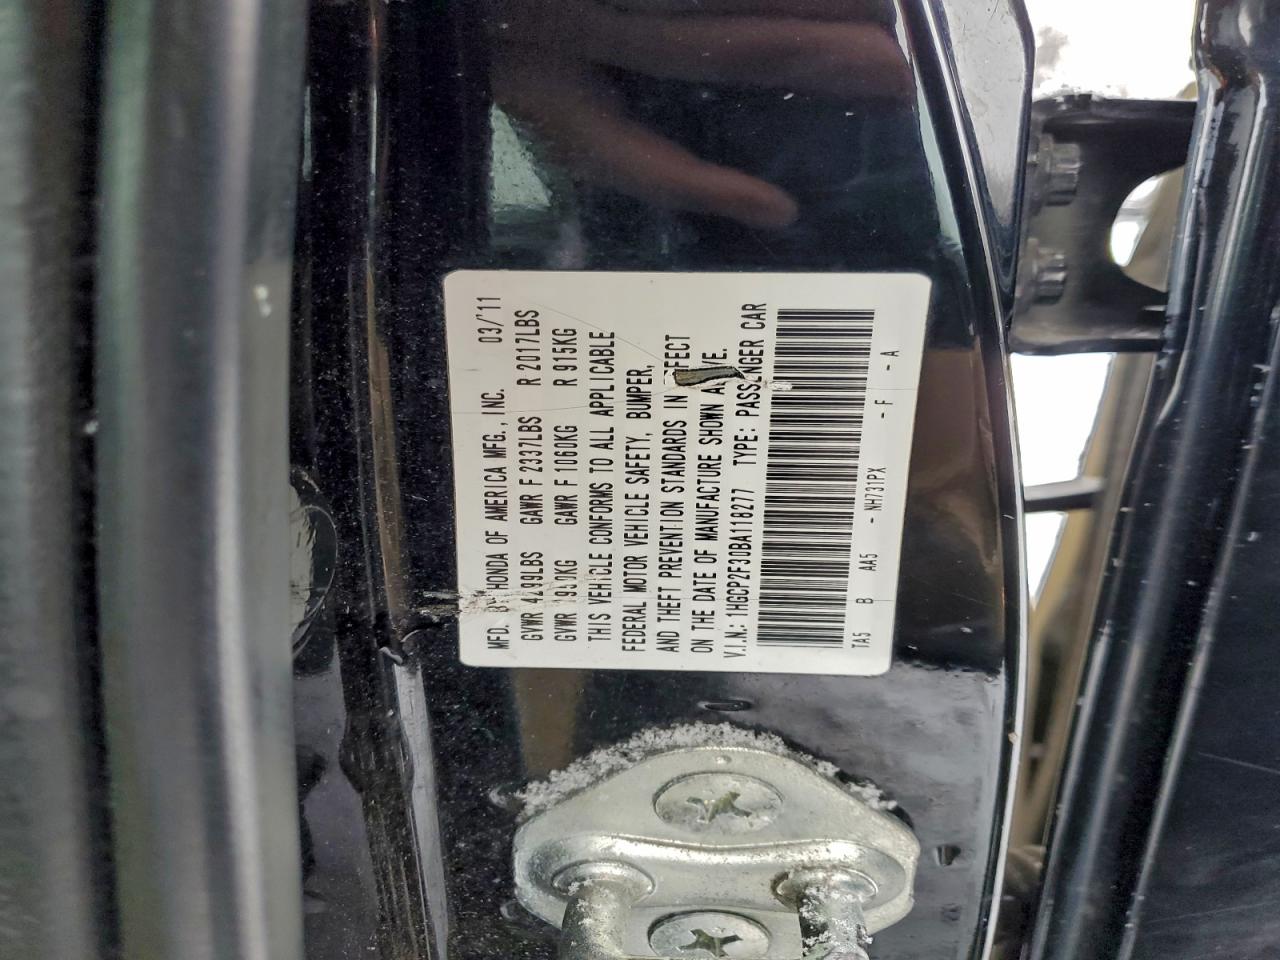 MFD. BY HONDA OF AMERICA MFG., INC. 03/'11
GVWR 4299LBS GAWR F 2337LBS R 2017LBS
GVWR 1950KG GAWR F 1060KG R 915KG
THIS VEHICLE CONFORMS TO ALL APPLICABLE
FEDERAL MOTOR VEHICLE SAFETY, BUMPER,
AND THEFT PREVENTION STANDARDS IN EFFECT
ON THE DATE OF MANUFACTURE SHOWN ABOVE.
V.I.N.: 1HGCP2F30BA118277 TYPE: PASSENGER CAR
TA5 B AA5 - NH731PX - F - A